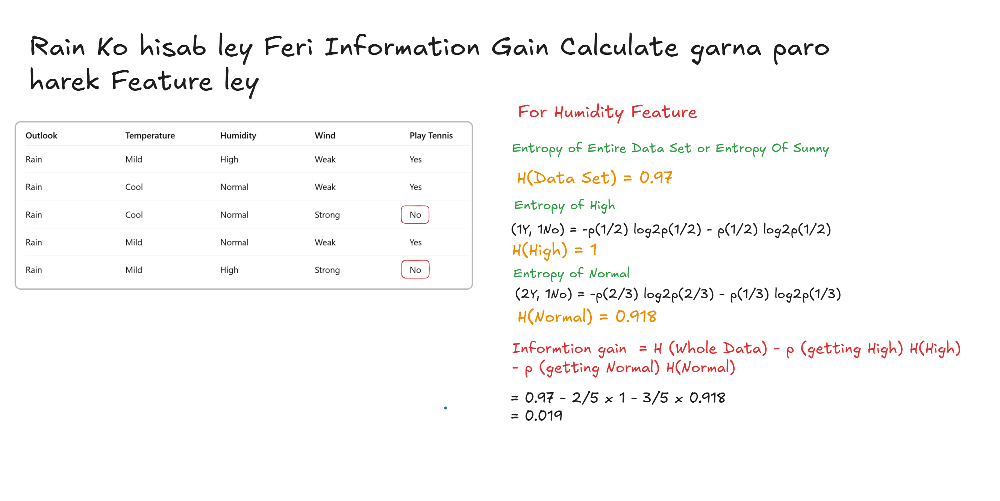 Rain Ko hisab ley Feri Information Gain Calculate garna paro
harek Feature ley
Outlook Temperature Humidity Wind Play Tennis
Rain Mild High Weak Yes
Rain Cool Normal Weak Yes
Rain Cool Normal Strong No
Rain Mild Normal Weak Yes
Rain Mild High Strong No
For Humidity Feature
Entropy of Entire Data Set or Entropy Of Sunny
H(Data Set) = 0.97
Entropy of High
(1Y, 1No) = -p(1/2) log2p(1/2) - p(1/2) log2p(1/2)
H(High) = 1
Entropy of Normal
(2Y, 1No) = -p(2/3) log2p(2/3) - p(1/3) log2p(1/3)
H(Normal) = 0.918
Informtion gain = H (Whole Data) - p (getting High) H(High)
- p (getting Normal) H(Normal)
= 0.97 - 2/5 x 1 - 3/5 x 0.918
= 0.019